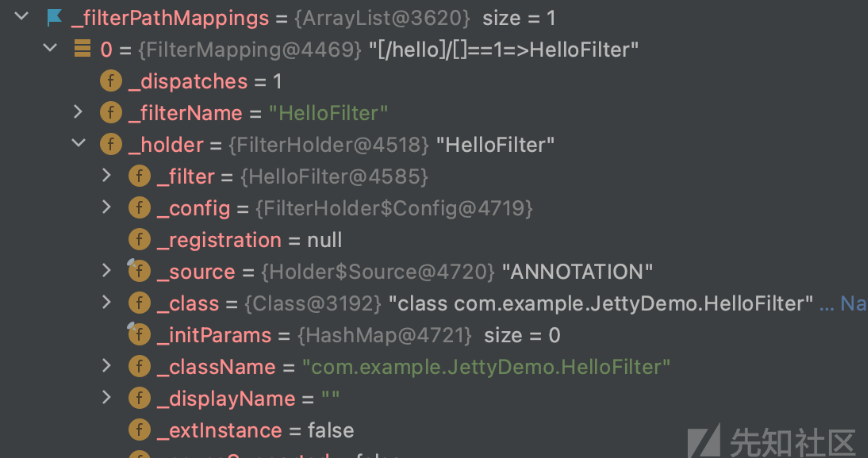 _filterPathMappings = {ArrayList@3620} size = 1
0 = {FilterMapping@4469} "[/hello]/[]==1=>HelloFilter"
f _dispatches = 1
f _filterName = "HelloFilter"
f _holder = {FilterHolder@4518} "HelloFilter"
f _filter = {HelloFilter@4585}
f _config = {FilterHolder$Config@4719}
f _registration = null
f _source = {Holder$Source@4720} "ANNOTATION"
f _class = {Class@3192} "class com.example.JettyDemo.HelloFilter" ... Na
f _initParams = {HashMap@4721} size = 0
f _className = "com.example.JettyDemo.HelloFilter"
f _displayName = ""
f _extInstance = false
先知社区